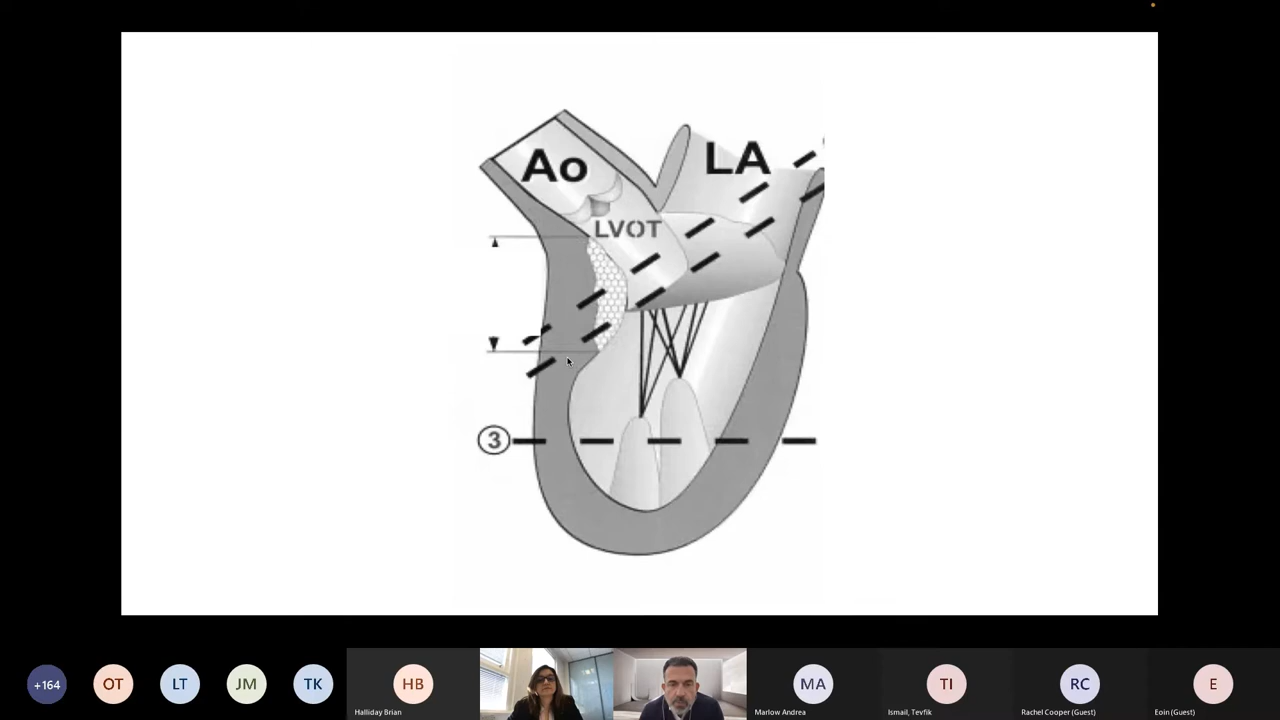 Ao
LA
LVOT
3
+164
OT
LT
JM
TK
HB
Halliday Brian
MA
Marlow Andrea
TI
Ismail, Tevfik
RC
Rachel Cooper (Guest)
E
Eoin (Guest)